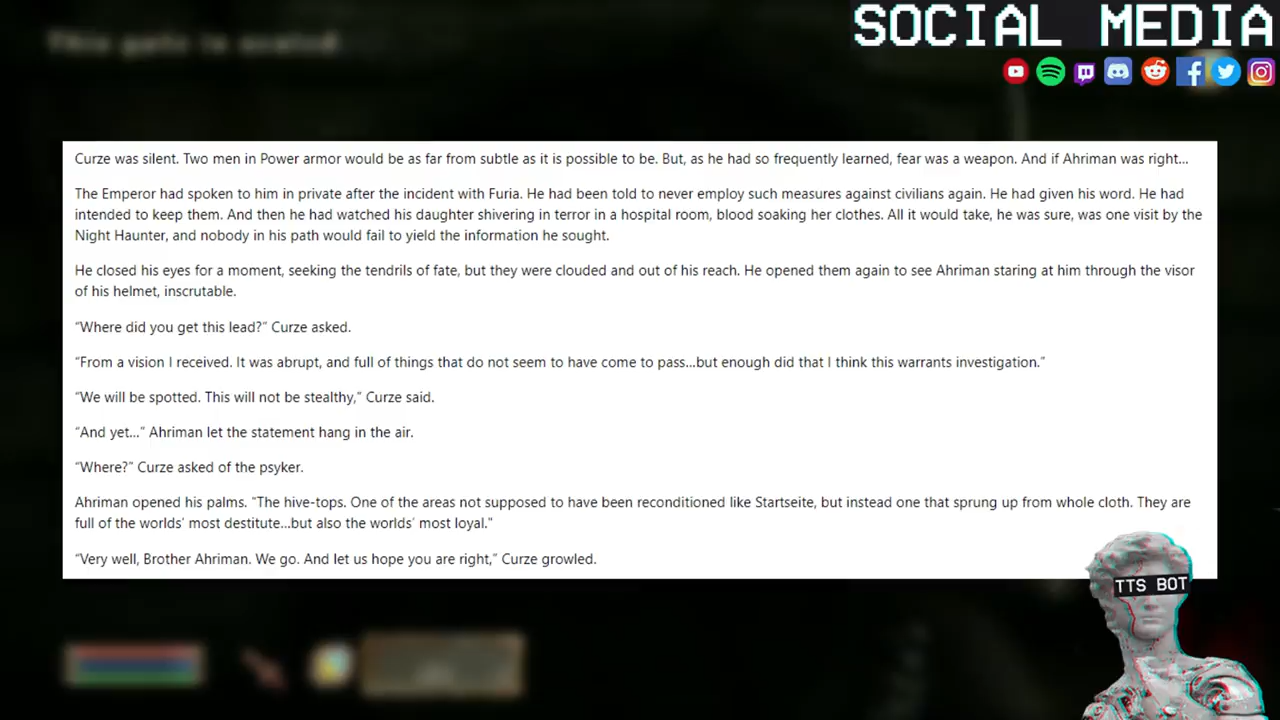 This gate is sealed.
SOCIAL MEDIA
Curze was silent. Two men in Power armor would be as far from subtle as it is possible to be. But, as he had so frequently learned, fear was a weapon. And if Ahriman was right...
The Emperor had spoken to him in private after the incident with Furia. He had been told to never employ such measures against civilians again. He had given his word. He had
intended to keep them. And then he had watched his daughter shivering in terror in a hospital room, blood soaking her clothes. All it would take, he was sure, was one visit by the
Night Haunter, and nobody in his path would fail to yield the information he sought.
He closed his eyes for a moment, seeking the tendrils of fate, but they were clouded and out of his reach. He opened them again to see Ahriman staring at him through the visor
of his helmet, inscrutable.
“Where did you get this lead?” Curze asked.
“From a vision I received. It was abrupt, and full of things that do not seem to have come to pass...but enough did that I think this warrants investigation.”
“We will be spotted. This will not be stealthy,” Curze said.
“And yet...” Ahriman let the statement hang in the air.
“Where?” Curze asked of the psyker.
Ahriman opened his palms. “The hive-tops. One of the areas not supposed to have been reconditioned like Startseite, but instead one that sprung up from whole cloth. They are
full of the worlds’ most destitute...but also the worlds’ most loyal.”
“Very well, Brother Ahriman. We go. And let us hope you are right,” Curze growled.
TTS BOT